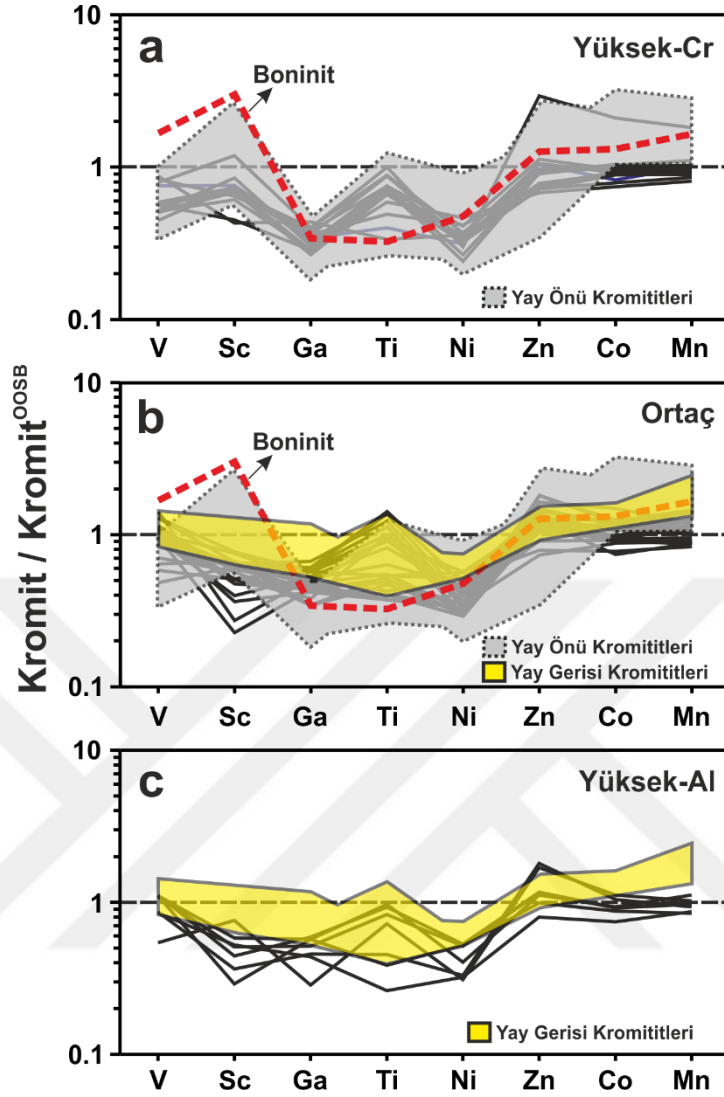 Kromit / Kromit^OOSB
10
a
Yüksek-Cr
Boninit
1
Yay Önü Kromititleri
0.1
V Sc Ga Ti Ni Zn Co Mn
10
b
Ortaç
Boninit
1
Yay Önü Kromititleri
Yay Gerisi Kromititleri
0.1
V Sc Ga Ti Ni Zn Co Mn
10
c
Yüksek-Al
1
Yay Gerisi Kromititleri
0.1
V Sc Ga Ti Ni Zn Co Mn